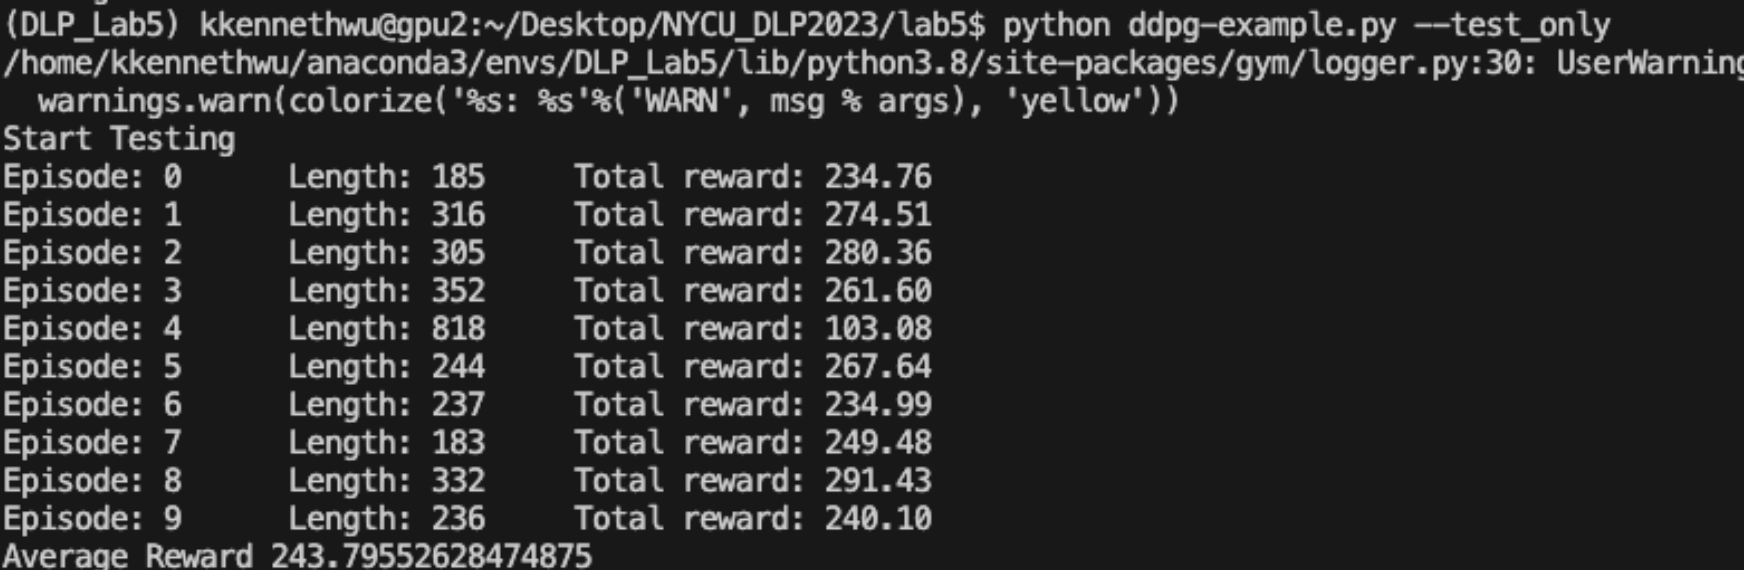 (DLP_Lab5) kkennethwu@gpu2:~/Desktop/NYCU_DLP2023/lab5$ python ddpg-example.py --test_only
/home/kkennethwu/anaconda3/envs/DLP_Lab5/lib/python3.8/site-packages/gym/logger.py:30: UserWarning
  warnings.warn(colorize('%s: %s'%('WARN', msg % args), 'yellow'))
Start Testing
Episode: 0      Length: 185     Total reward: 234.76
Episode: 1      Length: 316     Total reward: 274.51
Episode: 2      Length: 305     Total reward: 280.36
Episode: 3      Length: 352     Total reward: 261.60
Episode: 4      Length: 818     Total reward: 103.08
Episode: 5      Length: 244     Total reward: 267.64
Episode: 6      Length: 237     Total reward: 234.99
Episode: 7      Length: 183     Total reward: 249.48
Episode: 8      Length: 332     Total reward: 291.43
Episode: 9      Length: 236     Total reward: 240.10
Average Reward 243.79552628474875